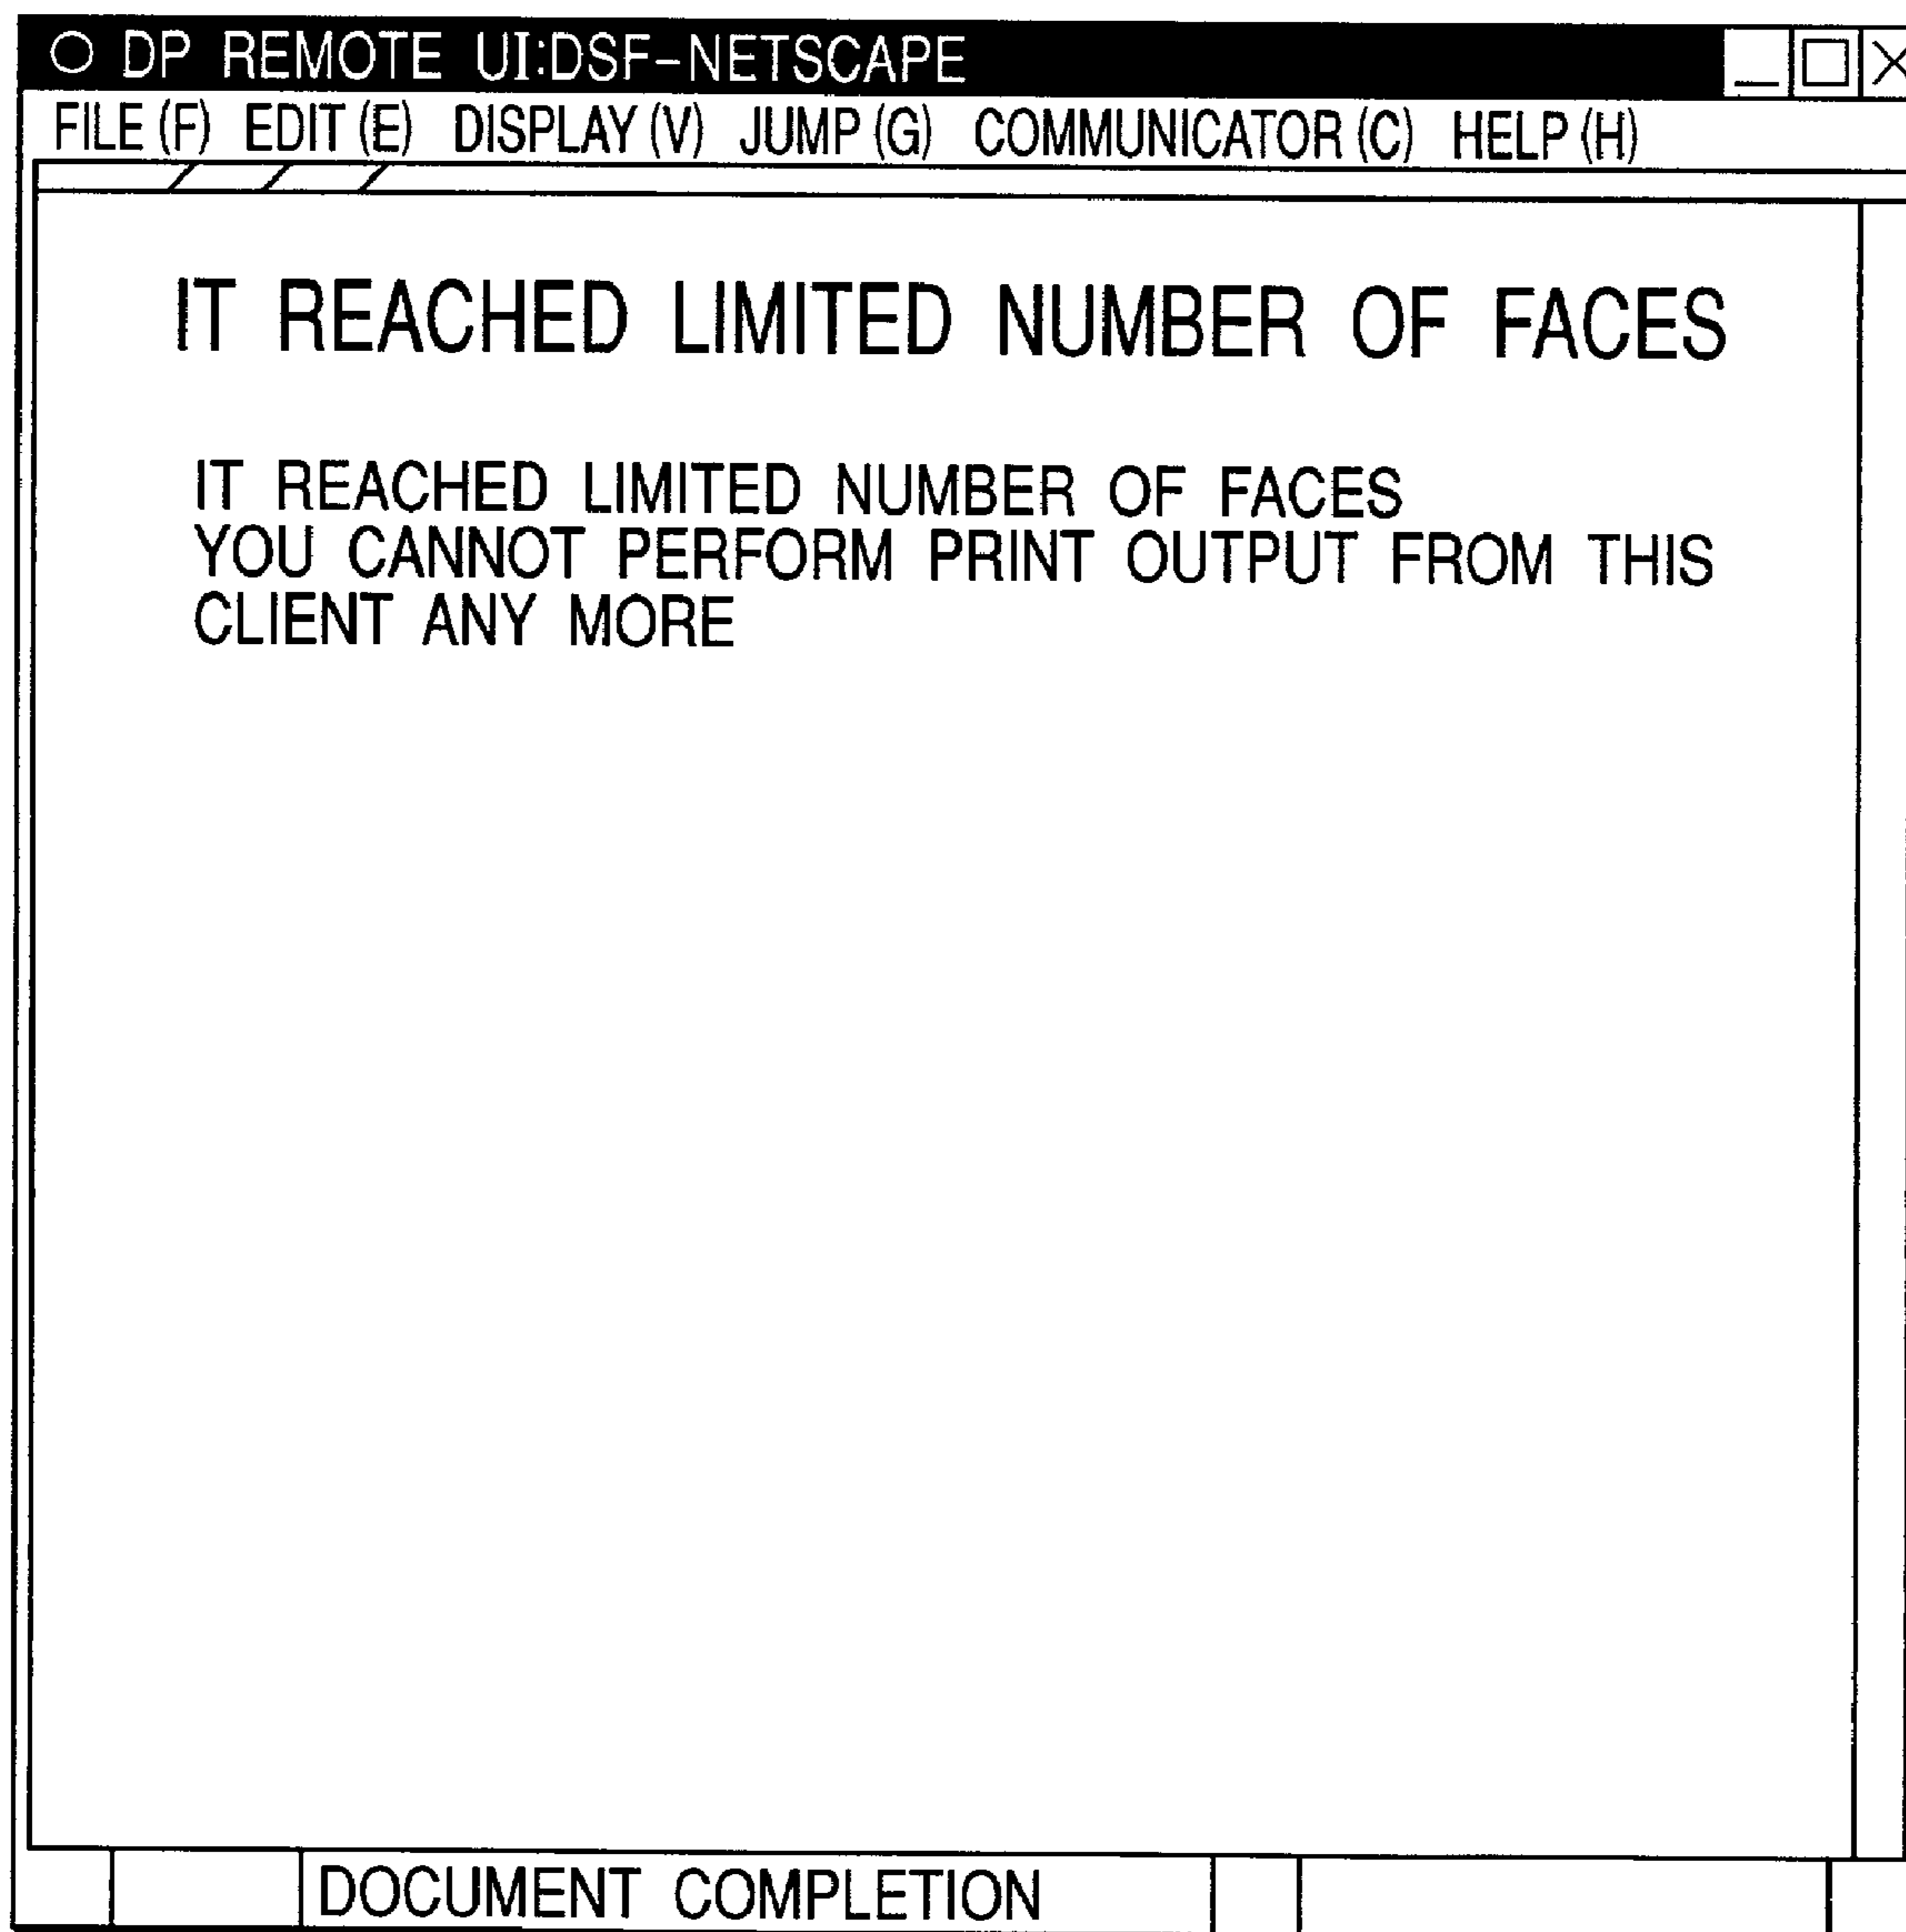 DP REMOTE UI:DSF-NETSCAPE
FILE(F) EDIT(E) DISPLAY(V) JUMP(G) COMMUNICATOR(C) HELP(H)
IT REACHED LIMITED NUMBER OF FACES
IT REACHED LIMITED NUMBER OF FACES
YOU CANNOT PERFORM PRINT OUTPUT FROM THIS
CLIENT ANY MORE
DOCUMENT COMPLETION